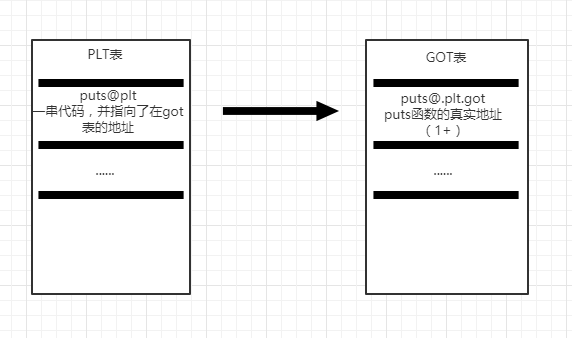 PLT表
puts@plt
一串代码，并指向了在got
表的地址
......
GOT表
puts@.plt.got
puts函数的真实地址
（1+）
......